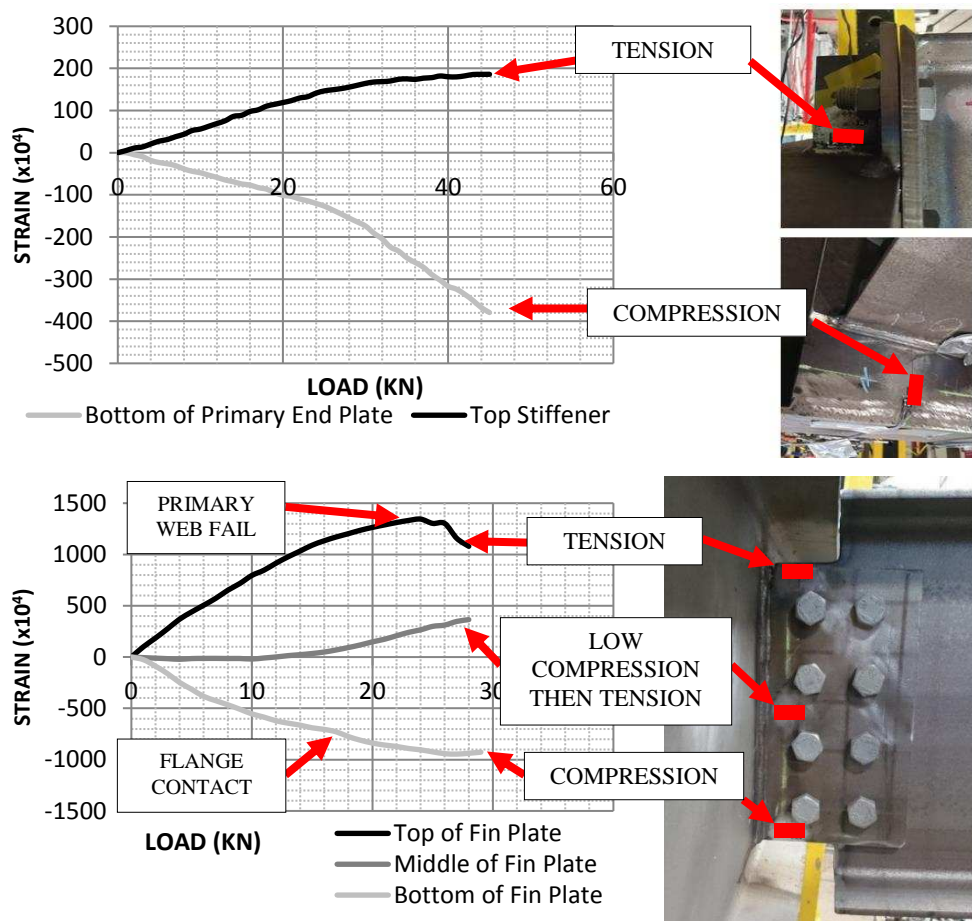 300
200
100
0
-100
-200
-300
-400
-500
STRAIN (x10⁴)
0
20
40
60
LOAD (KN)
Bottom of Primary End Plate
Top Stiffener
TENSION
COMPRESSION
1500
1000
500
0
-500
-1000
-1500
STRAIN (x10⁴)
0
10
20
30
LOAD (KN)
PRIMARY
WEB FAIL
FLANGE
CONTACT
TENSION
LOW
COMPRESSION
THEN TENSION
COMPRESSION
Top of Fin Plate
Middle of Fin Plate
Bottom of Fin Plate